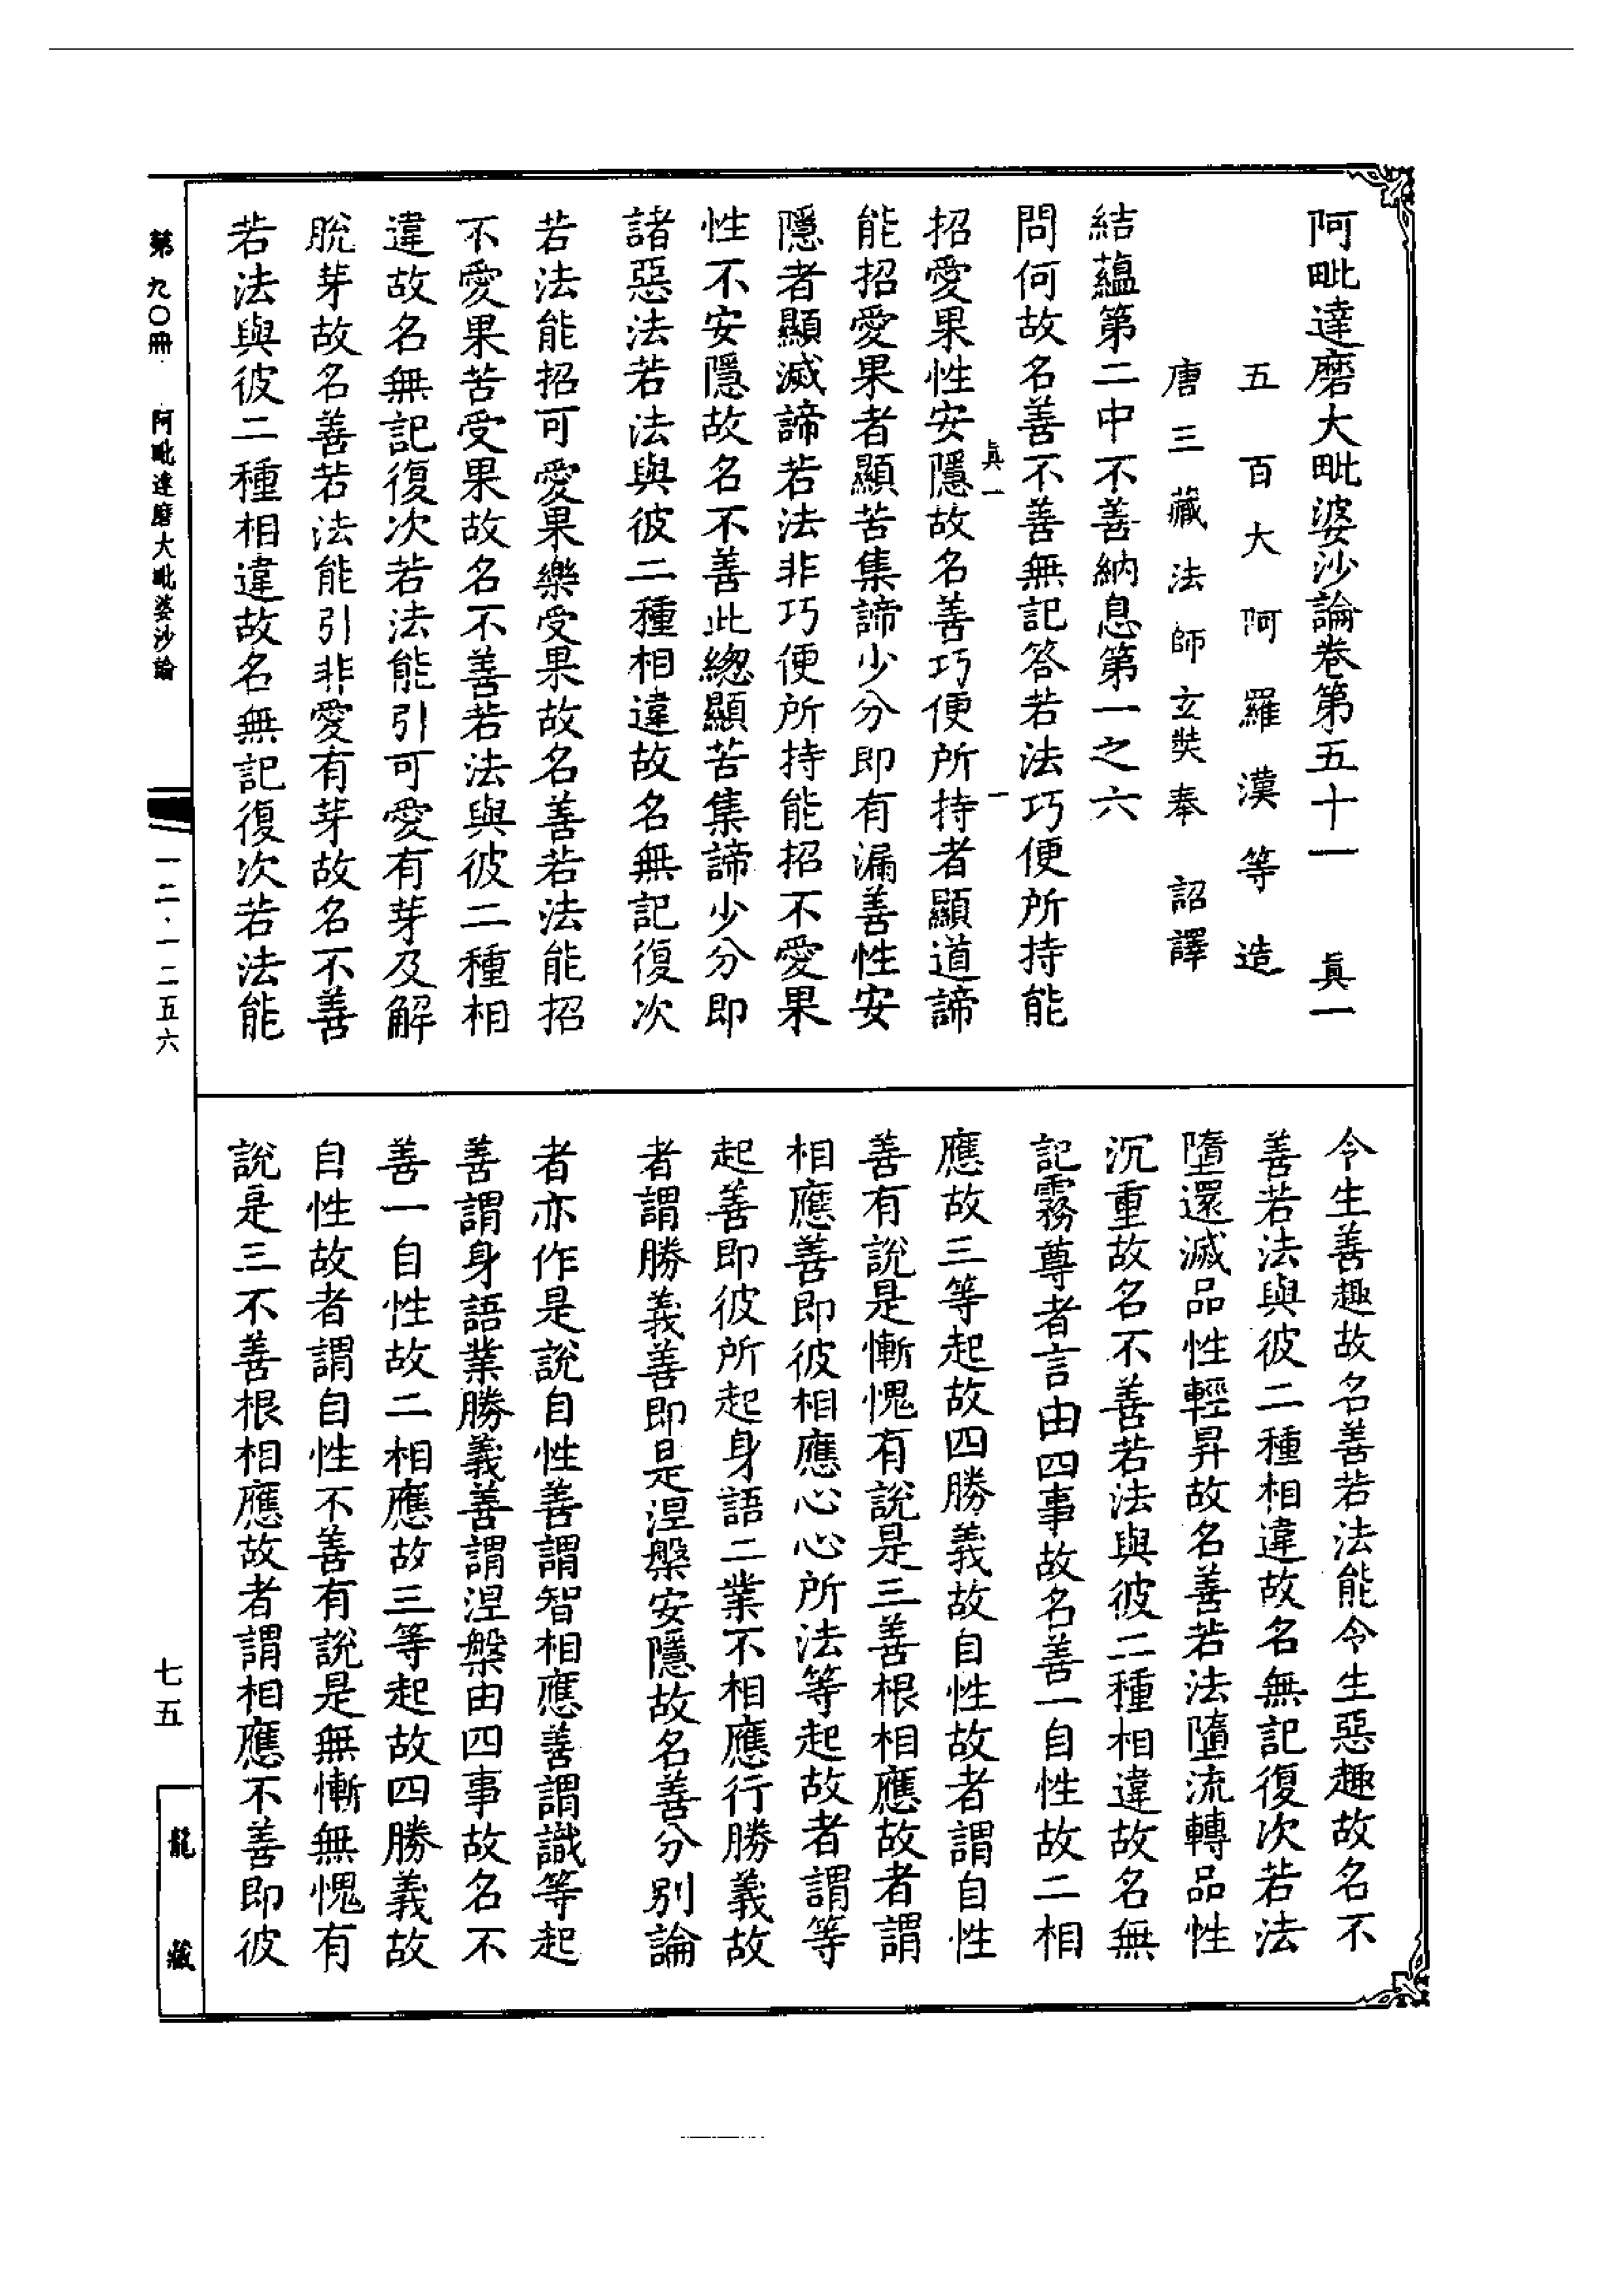 阿毗達磨大毗婆沙論卷第五十一 真一
五百大阿羅漢等造
唐三藏法師玄奘奉 詔譯
結蘊第二中不善納息第一之六
問何故名善不善無記答若法巧便所持能
真一 一
招愛果性安隱故名善巧便所持者顯道諦
能招愛果者顯苦集諦少分即有漏善性安
隱者顯滅諦若法非巧便所持能招不愛果
性不安隱故名不善此總顯苦集諦少分即
諸惡法若法與彼二種相違故名無記復次
若法能招可愛果樂受果故名善若法能招
不愛果苦受果故名不善若法與彼二種相
違故名無記復次若法能引可愛有芽及解
脫芽故名善若法能引非愛有芽故名不善
若法與彼二種相違故名無記復次若法能
令生善趣故名善若法能令生惡趣故名不
善若法與彼二種相違故名無記復次若法
墮還滅品性輕昇故名善若法墮流轉品性
沉重故名不善若法與彼二種相違故名無
記霧尊者言由四事故名善一自性故二相
應故三等起故四勝義故自性故者謂自性
善有說是慚愧有說是三善根相應故者謂
相應善即彼相應心心所法等起故者謂等
起善即彼所起身語二業不相應行勝義故
者謂勝義善即是涅槃安隱故名善分別論
者亦作是說自性善謂智相應善謂識等起
善謂身語業勝義善謂涅槃由四事故名不
善一自性故二相應故三等起故四勝義故
自性故者謂自性不善有說是無慚無愧有
說是三不善根相應故者謂相應不善即彼
第九〇冊 阿毗達磨大毗婆沙論
一二·一二五六
七五
龍藏